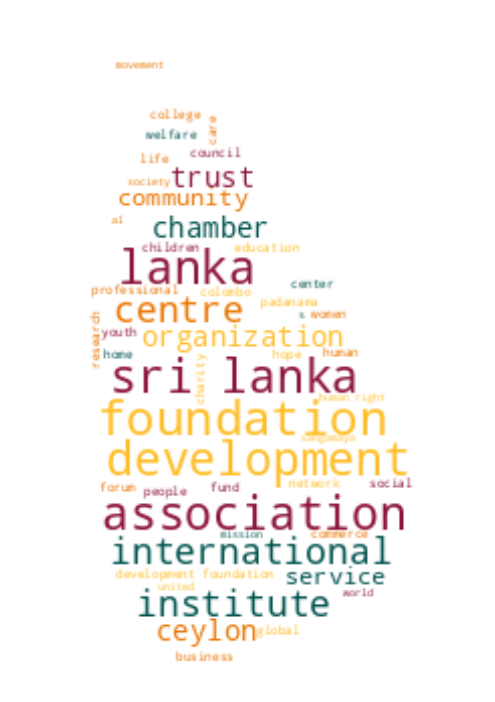 movement
college
care
welfare
council
life
society
trust
community
al
chamber
children
education
lanka
center
professional
colombo
padanama
centre
s
women
research
youth
organization
home
hope
human
sri lanka
charity
human right
foundation
sangamaya
development
forum
people
fund
network
social
association
mission
commerce
international
development foundation
service
united
world
institute
ceylon
global
business